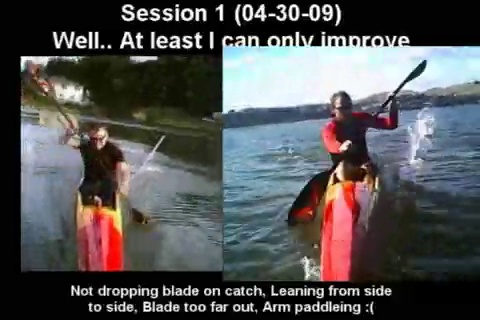 Session 1 (04-30-09)
Well.. At least I can only improve
Not dropping blade on catch, Leaning from side
to side, Blade too far out, Arm paddleing :(